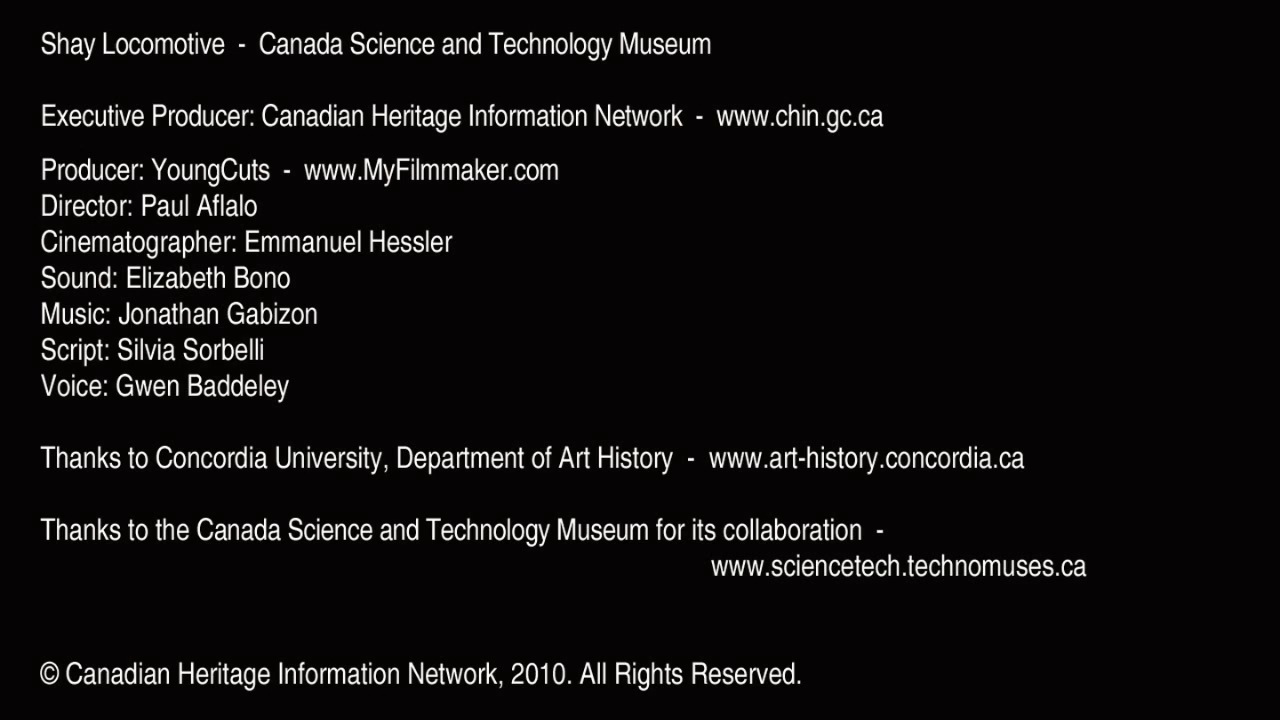 Shay Locomotive - Canada Science and Technology Museum
Executive Producer: Canadian Heritage Information Network - www.chin.gc.ca
Producer: YoungCuts - www.MyFilmmaker.com
Director: Paul Aflalo
Cinematographer: Emmanuel Hessler
Sound: Elizabeth Bono
Music: Jonathan Gabizon
Script: Silvia Sorbelli
Voice: Gwen Baddeley
Thanks to Concordia University, Department of Art History - www.art-history.concordia.ca
Thanks to the Canada Science and Technology Museum for its collaboration -
www.sciencetech.technomuses.ca
© Canadian Heritage Information Network, 2010. All Rights Reserved.